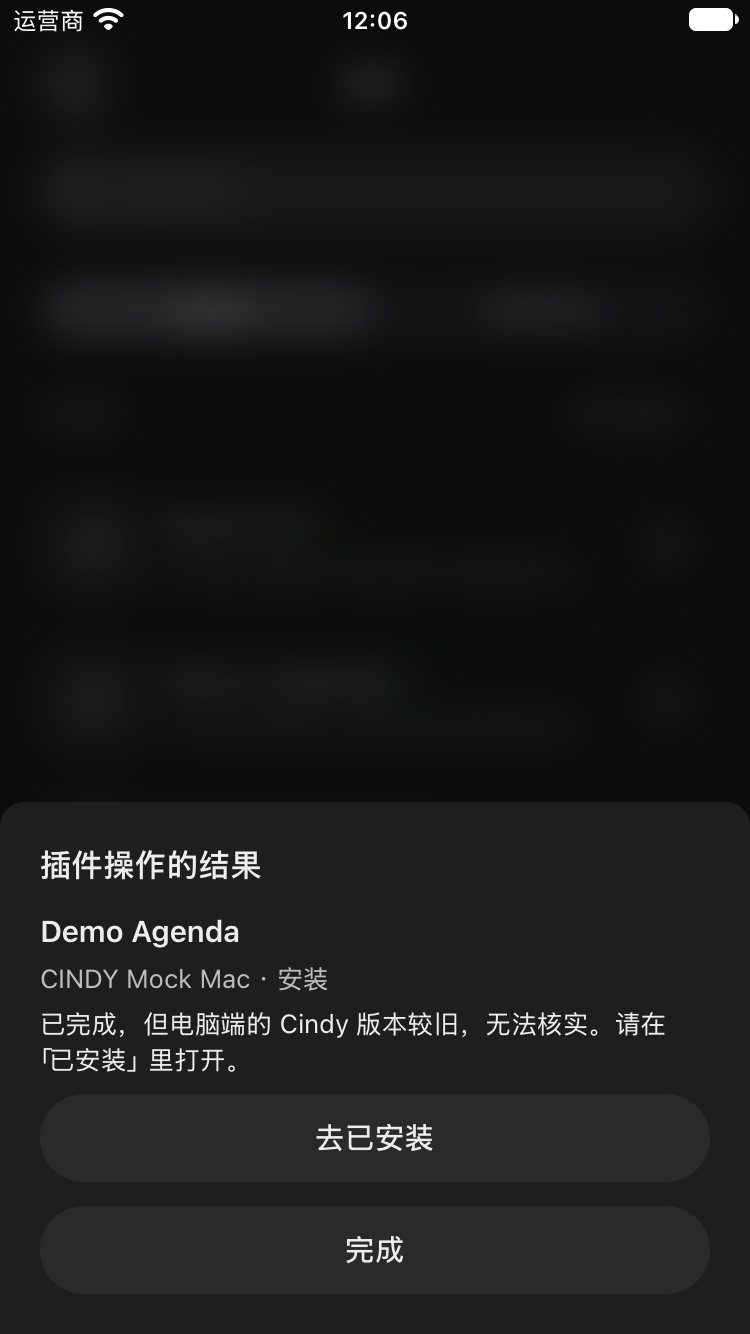 运营商
12:06
插件操作的结果
Demo Agenda
CINDY Mock Mac · 安装
已完成，但电脑端的 Cindy 版本较旧，无法核实。请在
「已安装」里打开。
去已安装
完成